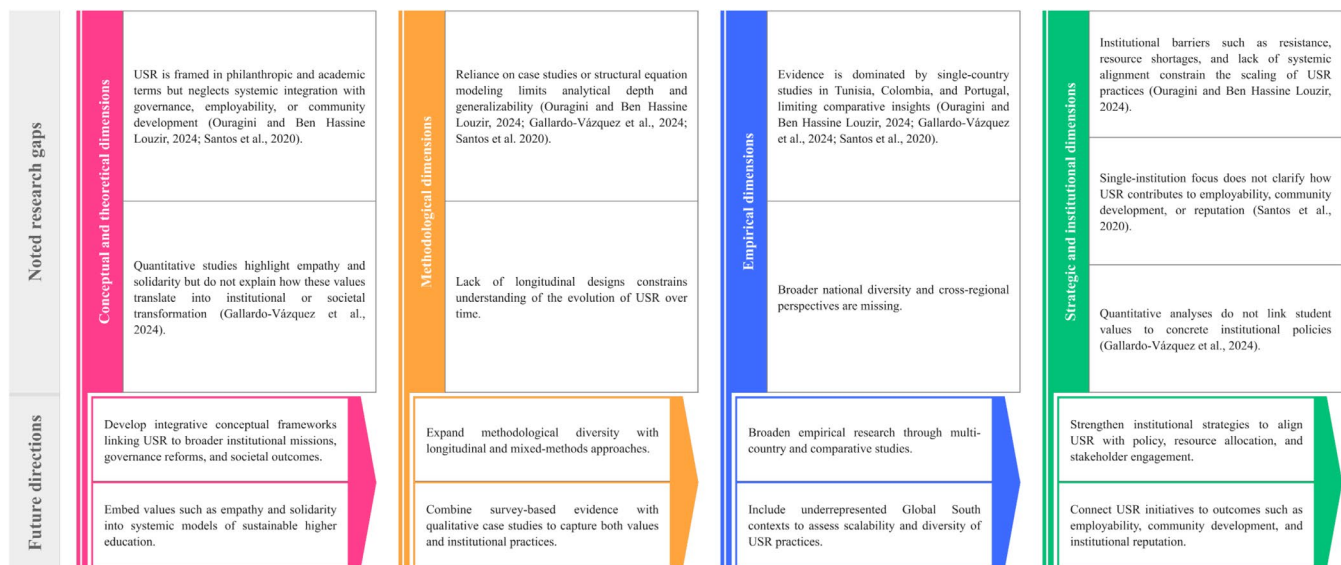 Noted research gaps
Conceptual and theoretical dimensions
USR is framed in philanthropic and academic
terms but neglects systemic integration with
governance, employability, or community
development (Ouragini and Ben Hassine
Louzir, 2024; Santos et al., 2020).
Quantitative studies highlight empathy and
solidarity but do not explain how these values
translate into institutional or societal
transformation (Gallardo-Vázquez et al.,
2024).
Methodological dimensions
Reliance on case studies or structural equation
modeling limits analytical depth and
generalizability (Ouragini and Ben Hassine
Louzir, 2024; Gallardo-Vázquez et al., 2024;
Santos et al. 2020).
Lack of longitudinal designs constrains
understanding of the evolution of USR over
time.
Empirical dimensions
Evidence is dominated by single-country
studies in Tunisia, Colombia, and Portugal,
limiting comparative insights (Ouragini and
Ben Hassine Louzir, 2024; Gallardo-Vázquez
et al., 2024; Santos et al., 2020).
Broader national diversity and cross-regional
perspectives are missing.
Strategic and institutional dimensions
Institutional barriers such as resistance,
resource shortages, and lack of systemic
alignment constrain the scaling of USR
practices (Ouragini and Ben Hassine Louzir,
2024).
Single-institution focus does not clarify how
USR contributes to employability, community
development, or reputation (Santos et al.,
2020).
Quantitative analyses do not link student
values to concrete institutional policies
(Gallardo-Vázquez et al., 2024).
Future directions
Develop integrative conceptual frameworks
linking USR to broader institutional missions,
governance reforms, and societal outcomes.
Embed values such as empathy and solidarity
into systemic models of sustainable higher
education.
Expand methodological diversity with
longitudinal and mixed-methods approaches.
Combine survey-based evidence with
qualitative case studies to capture both values
and institutional practices.
Broaden empirical research through multi-
country and comparative studies.
Include underrepresented Global South
contexts to assess scalability and diversity of
USR practices.
Strengthen institutional strategies to align
USR with policy, resource allocation, and
stakeholder engagement.
Connect USR initiatives to outcomes such as
employability, community development, and
institutional reputation.